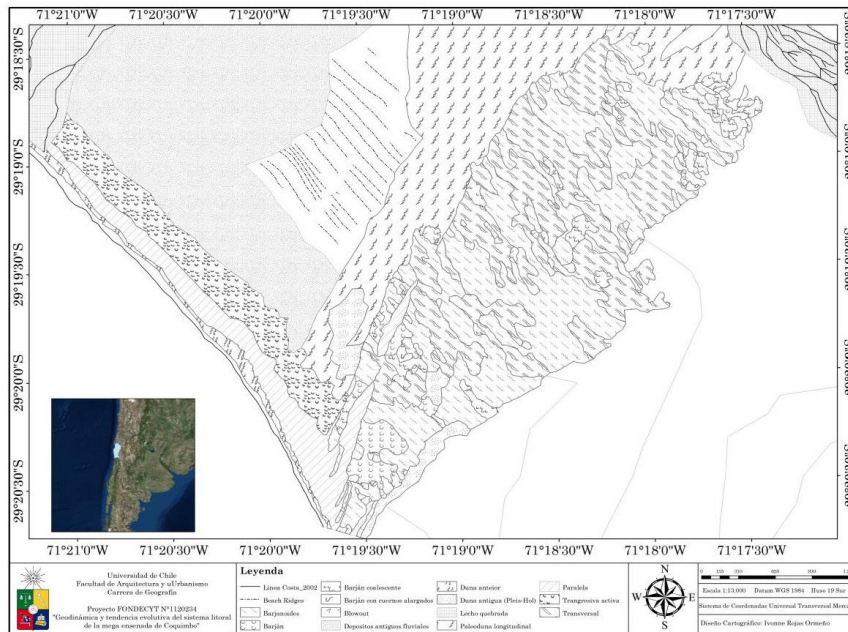 71°21'0"W 71°20'30"W 71°20'0"W 71°19'30"W 71°19'0"W 71°18'30"W 71°18'0"W 71°17'30"W
29°18'30"S
29°19'0"S
29°19'30"S
29°20'0"S
29°20'30"S
29°19'0"S
71°21'0"W 71°20'30"W 71°20'0"W 71°19'30"W 71°19'0"W 71°18'30"W 71°18'0"W 71°17'30"W
Universidad de Chile
Facultad de Arquitectura y uUrbanismo
Carrera de Geografía
Proyecto FONDECYT N°1120234
"Geodinámica y tendencia evolutiva del sistema litoral
de la mega ensenada de Coquimbo"
Leyenda
Linea Costa_2002
Beach Ridges
Barjanoides
Barján
Barján coalescente
Barján con cuernos alargados
Blowout
Depositos antiguos fluviales
Duna anteior
Duna antigua (Pleis-Hol)
Lecho quebrada
Paleoduna longitudinal
Paralela
Trangresiva activa
Transversal
N
W E
S
Escala 1:13.000 Datum WGS 1984 Huso 19 Sur
Sistema de Coordenadas Universal Transversal Merca
Diseño Cartográfico: Ivonne Rojas Ormeño